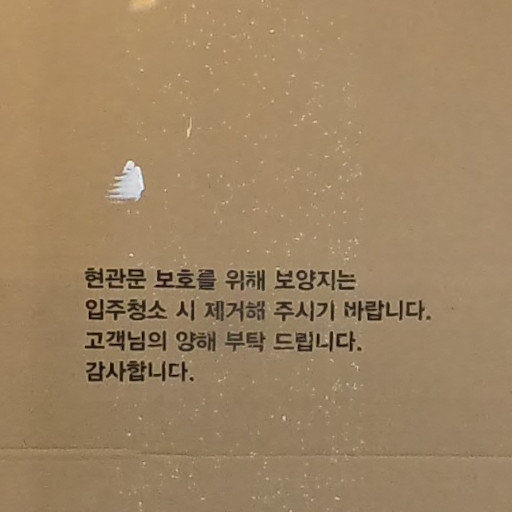 현관문 보호를 위해 보양지는
입주청소 시 제거해 주시기 바랍니다.
고객님의 양해 부탁 드립니다.
감사합니다.